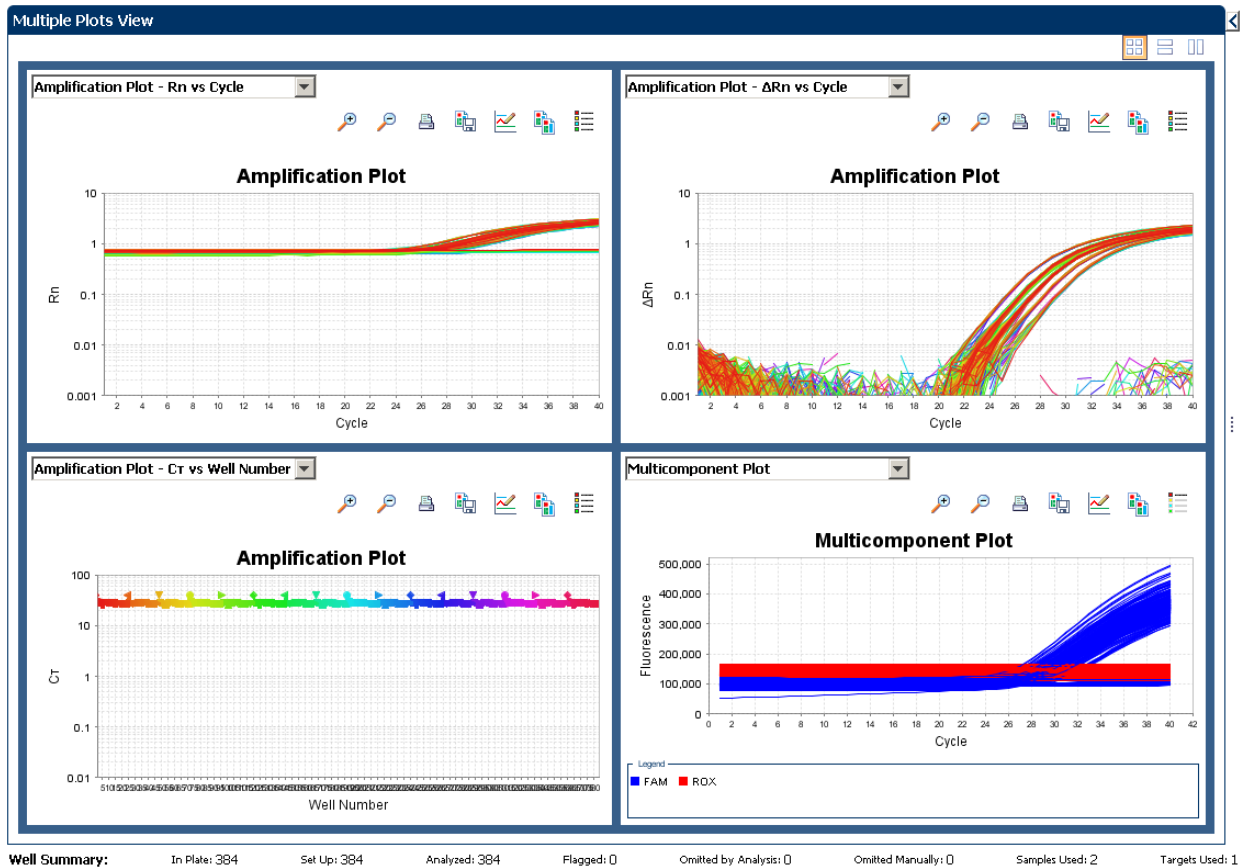 Multiple Plots View
Amplification Plot - Rn vs Cycle
Amplification Plot
10
1
0.1
0.01
0.001
Rn
2 4 6 8 10 12 14 16 18 20 22 24 26 28 30 32 34 36 38 40
Cycle
Amplification Plot - ΔRn vs Cycle
Amplification Plot
10
1
0.1
0.01
0.001
ΔRn
2 4 6 8 10 12 14 16 18 20 22 24 26 28 30 32 34 36 38 40
Cycle
Amplification Plot - Cт vs Well Number
Amplification Plot
100
10
1
0.1
0.01
Cт
Well Number
Multicomponent Plot
Multicomponent Plot
500,000
400,000
300,000
200,000
100,000
0
Fluorescence
0 2 4 6 8 10 12 14 16 18 20 22 24 26 28 30 32 34 36 38 40 42
Cycle
Legend
FAM ROX
Well Summary: In Plate: 384 Set Up: 384 Analyzed: 384 Flagged: 0 Omitted by Analysis: 0 Omitted Manually: 0 Samples Used: 2 Targets Used: 1